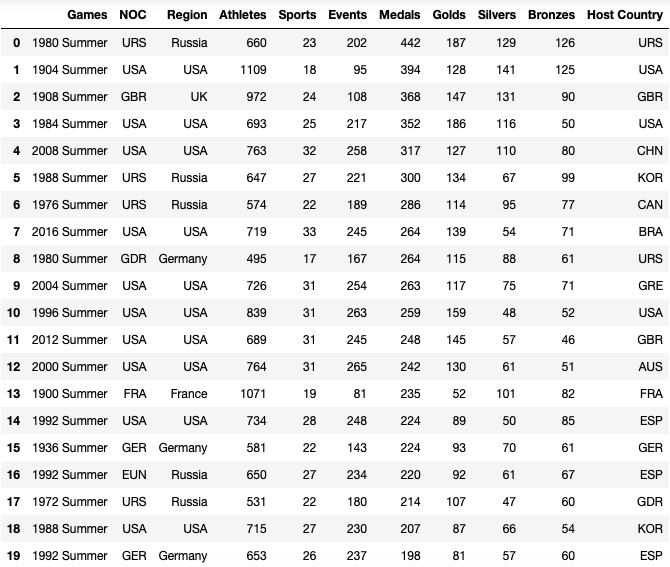 Games NOC Region Athletes Sports Events Medals Golds Silvers Bronzes Host Country
0 1980 Summer URS Russia 660 23 202 442 187 129 126 URS
1 1904 Summer USA USA 1109 18 95 394 128 141 125 USA
2 1908 Summer GBR UK 972 24 108 368 147 131 90 GBR
3 1984 Summer USA USA 693 25 217 352 186 116 50 USA
4 2008 Summer USA USA 763 32 258 317 127 110 80 CHN
5 1988 Summer URS Russia 647 27 221 300 134 67 99 KOR
6 1976 Summer URS Russia 574 22 189 286 114 95 77 CAN
7 2016 Summer USA USA 719 33 245 264 139 54 71 BRA
8 1980 Summer GDR Germany 495 17 167 264 115 88 61 URS
9 2004 Summer USA USA 726 31 254 263 117 75 71 GRE
10 1996 Summer USA USA 839 31 263 259 159 48 52 USA
11 2012 Summer USA USA 689 31 245 248 145 57 46 GBR
12 2000 Summer USA USA 764 31 265 242 130 61 51 AUS
13 1900 Summer FRA France 1071 19 81 235 52 101 82 FRA
14 1992 Summer USA USA 734 28 248 224 89 50 85 ESP
15 1936 Summer GER Germany 581 22 143 224 93 70 61 GER
16 1992 Summer EUN Russia 650 27 234 220 92 61 67 ESP
17 1972 Summer URS Russia 531 22 180 214 107 47 60 GDR
18 1988 Summer USA USA 715 27 230 207 87 66 54 KOR
19 1992 Summer GER Germany 653 26 237 198 81 57 60 ESP